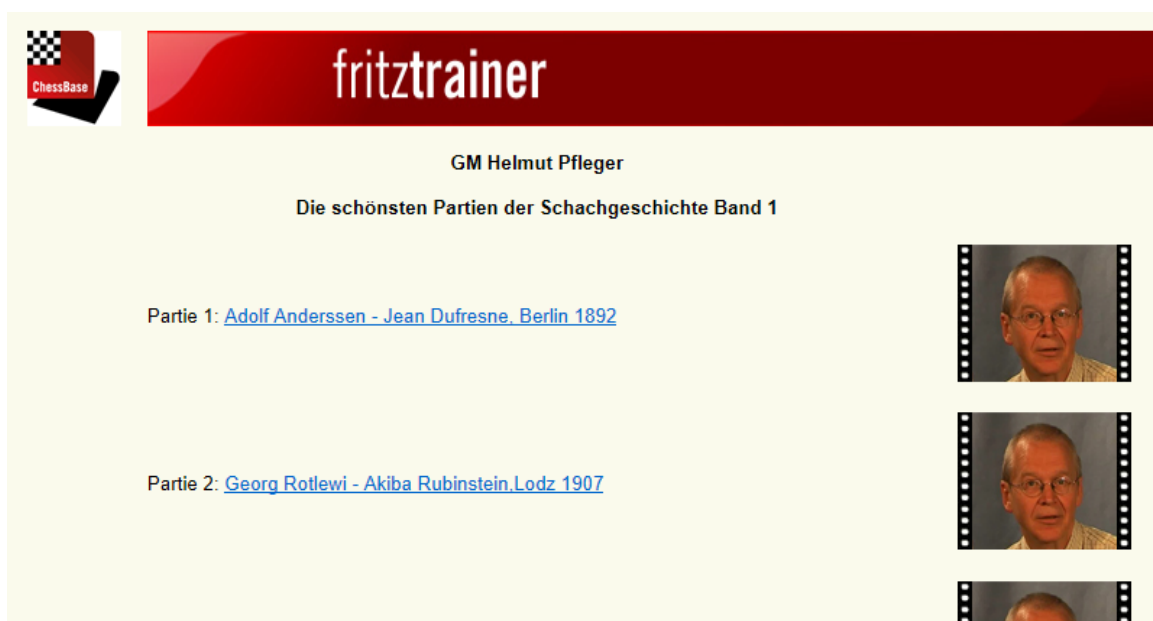 ChessBase
fritztrainer
GM Helmut Pfleger
Die schönsten Partien der Schachgeschichte Band 1
Partie 1: Adolf Anderssen - Jean Dufresne, Berlin 1892
Partie 2: Georg Rotlewi - Akiba Rubinstein,Lodz 1907